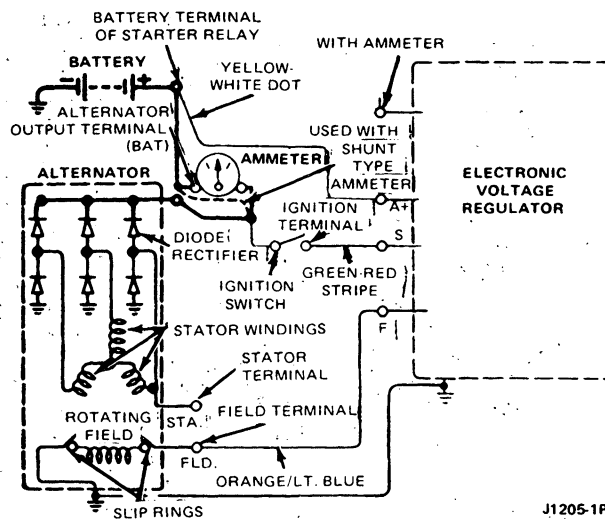 BATTERY TERMINAL
OF STARTER RELAY
WITH AMMETER
BATTERY
YELLOW-
WHITE DOT
ALTERNATOR
OUTPUT TERMINAL
(BAT)
USED WITH
SHUNT
TYPE
AMMETER
AMMETER
ALTERNATOR
ELECTRONIC
VOLTAGE
REGULATOR
A+
IGNITION
TERMINAL
S
DIODE
RECTIFIER
IGNITION
SWITCH
GREEN-RED
STRIPE
F
STATOR WINDINGS
STATOR
TERMINAL
ROTATING
FIELD
STA.
FIELD TERMINAL
FLD.
ORANGE/LT. BLUE
SLIP RINGS
J1205-1F